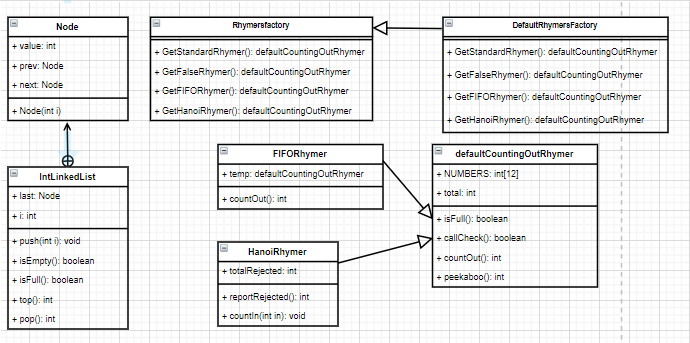 Node
+ value: int
+ prev: Node
+ next: Node
+ Node(int i)
Rhymersfactory
+ GetStandardRhymer(): defaultCountingOutRhymer
+ GetFalseRhymer(): defaultCountingOutRhymer
+ GetFIFORhymer(): defaultCountingOutRhymer
+ GetHanoiRhymer(): defaultCountingOutRhymer
DefaultRhymersFactory
+ GetStandardRhymer(): defaultCountingOutRhymer
+ GetFalseRhymer(): defaultCountingOutRhymer
+ GetFIFORhymer(): defaultCountingOutRhymer
+ GetHanoiRhymer(): defaultCountingOutRhymer
IntLinkedList
+ last: Node
+ i: int
+ push(int i): void
+ isEmpty(): boolean
+ isFull(): boolean
+ top(): int
+ pop(): int
FIFORhymer
+ temp: defaultCountingOutRhymer
+ countOut(): int
defaultCountingOutRhymer
+ NUMBERS: int[12]
+ total: int
+ isFull(): boolean
+ callCheck(): boolean
+ countOut(): int
+ peekaboo(): int
HanoiRhymer
+ totalRejected: int
+ reportRejected(): int
+ countIn(int in): void